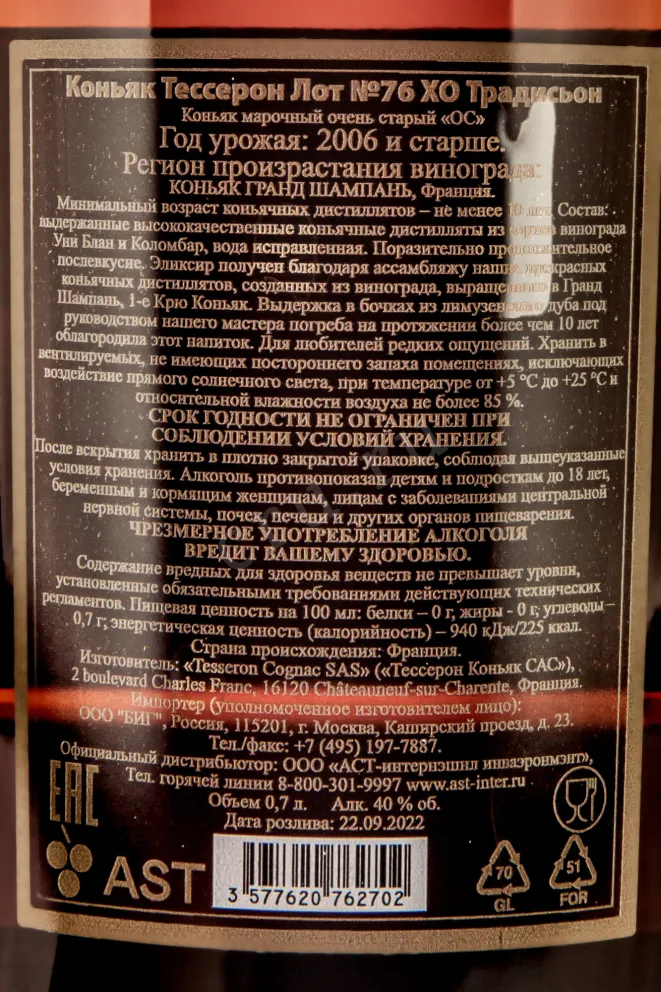 Коньяк Тессерон Лот №76 ХО Традисьон
Коньяк марочный очень старый «ОС»
Год урожая: 2006 и старше.
Регион произрастания винограда:
КОНЬЯК ГРАНД ШАМПАНЬ, Франция.
Минимальный возраст коньячных дистиллятов – не менее 10 лет. Состав:
выдержанные высококачественные коньячные дистилляты из сортов винограда
Уни Блан и Коломбар, вода исправленная. Поразительно продолжительное
послевкусие. Эликсир получен благодаря ассамбляжу наших прекрасных
коньячных дистиллятов, созданных из винограда, выращенного в Гранд
Шампань, 1-е Крю Коньяк. Выдержка в бочках из лимузенского дуба под
руководством нашего мастера погреба на протяжении более чем 10 лет
облагородила этот напиток. Для любителей редких ощущений. Хранить в
вентилируемых, не имеющих постороннего запаха помещениях, исключающих
воздействие прямого солнечного света, при температуре от +5 °С до +25 °С и
относительной влажности воздуха не более 85 %.
СРОК ГОДНОСТИ НЕ ОГРАНИЧЕН ПРИ
СОБЛЮДЕНИИ УСЛОВИЙ ХРАНЕНИЯ.
После вскрытия хранить в плотно закрытой упаковке, соблюдая вышеуказанные
условия хранения. Алкоголь противопоказан детям и подросткам до 18 лет,
беременным и кормящим женщинам, лицам с заболеваниями центральной
нервной системы, почек, печени и других органов пищеварения.
ЧРЕЗМЕРНОЕ УПОТРЕБЛЕНИЕ АЛКОГОЛЯ
ВРЕДИТ ВАШЕМУ ЗДОРОВЬЮ.
Содержание вредных для здоровья веществ не превышает уровни,
установленные обязательными требованиями действующих технических
регламентов. Пищевая ценность на 100 мл: белки – 0 г, жиры - 0 г, углеводы –
0,7 г; энергетическая ценность (калорийность) – 940 кДж/225 ккал.
Страна происхождения: Франция.
Изготовитель: «Tesseron Cognac SAS» («Тессерон Коньяк САС»),
2 boulevard Charles Franc, 16120 Châteauneuf-sur-Charente, Франция.
Импортер (уполномоченное изготовителем лицо):
ООО "БИГ", Россия, 115201, г. Москва, Каширский проезд, д. 23.
Тел./факс: +7 (495) 197-7887.
Официальный дистрибьютор: ООО «АСТ-интернэшнл инваэронмэнт»,
Тел. горячей линии 8-800-301-9997 www.ast-inter.ru
Объем 0,7 л. Алк. 40 % об.
Дата розлива: 22.09.2022
EAC
AST
3 577620 762702
70
GL
51
FOR